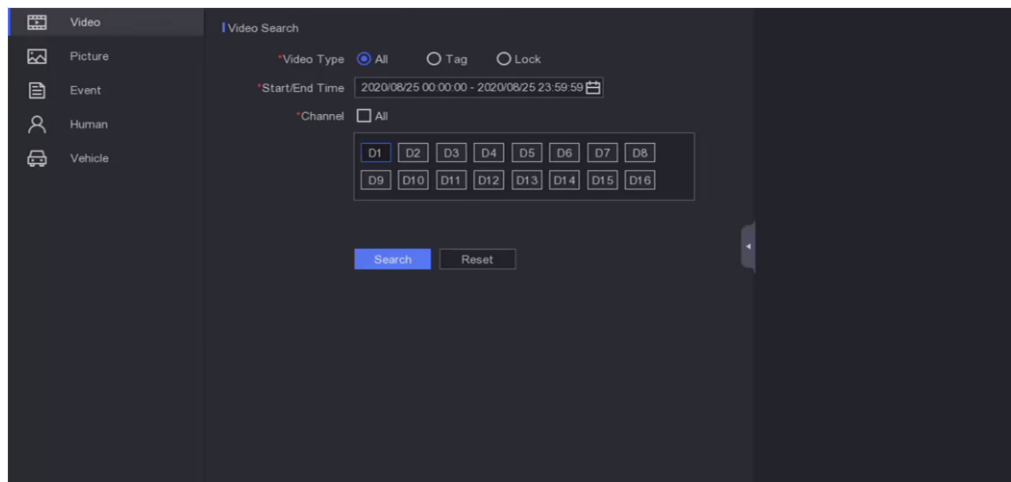 Video
Picture
Event
Human
Vehicle
Video Search
*Video Type All Tag Lock
*Start/End Time 2020/08/25 00:00:00 - 2020/08/25 23:59:59
*Channel All
D1 D2 D3 D4 D5 D6 D7 D8
D9 D10 D11 D12 D13 D14 D15 D16
Search Reset